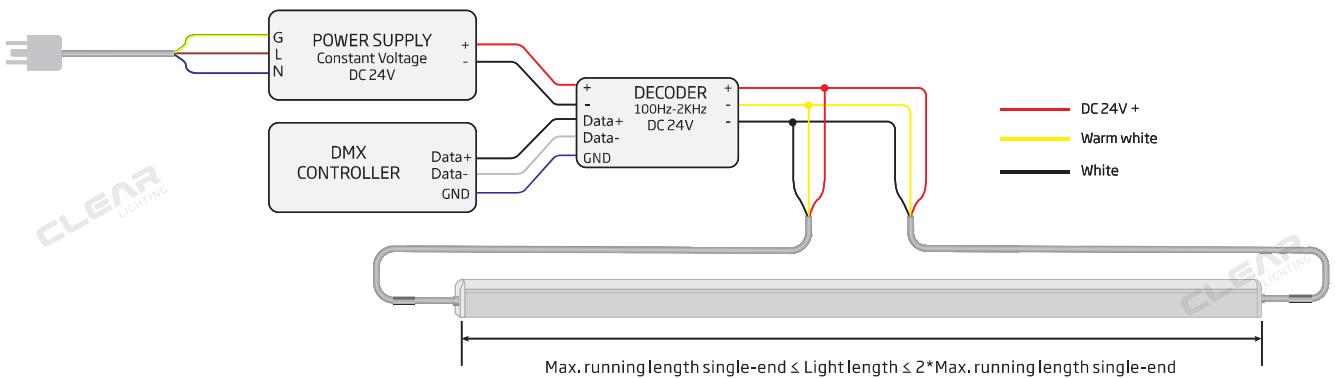 G
L
N
POWER SUPPLY
Constant Voltage
DC 24V
+
-
DMX
CONTROLLER
Data+
Data-
GND
+
-
Data+
Data-
GND
DECODER
100Hz-2KHz
DC 24V
+
-
-
DC 24V +
Warm white
White
CLEAR
LIGHTING
CLEAR
LIGHTING
Max. running length single-end ≤ Light length ≤ 2*Max. running length single-end